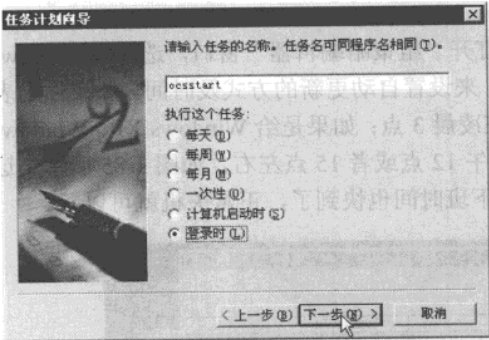 任务计划向导
请输入任务的名称。任务名可同程序名相同(T)。
ocsstart
执行这个任务:
每天(D)
每周(W)
每月(M)
一次性(O)
计算机启动时(S)
登录时(L)
<上一步(B)
下一步(N) >
取消